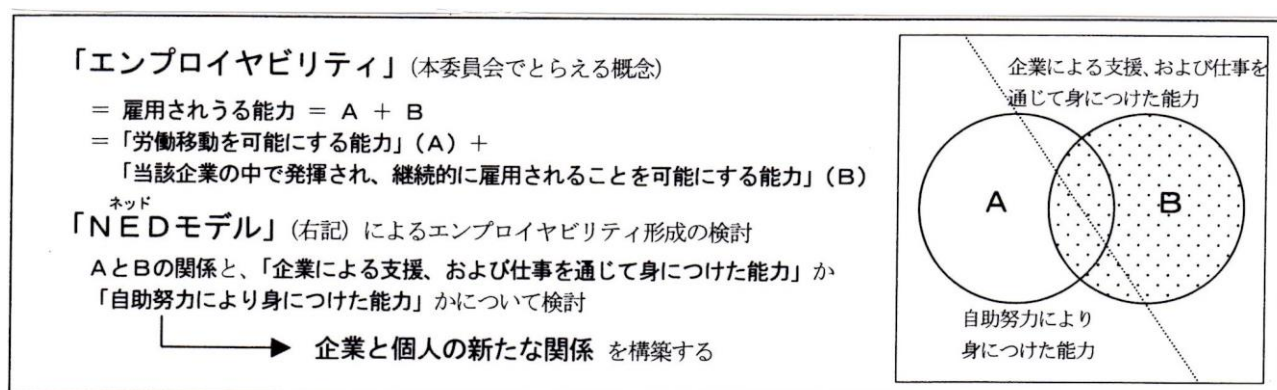 「エンプロイヤビリティ」(本委員会でとらえる概念)
＝ 雇用されうる能力 ＝ A ＋ B
＝「労働移動を可能にする能力」(A) ＋
「当該企業の中で発揮され、継続的に雇用されることを可能にする能力」(B)
ネッド
「NEDモデル」(右記) によるエンプロイヤビリティ形成の検討
AとBの関係と、「企業による支援、および仕事を通じて身につけた能力」か
「自助努力により身につけた能力」かについて検討
企業と個人の新たな関係 を構築する
企業による支援、および仕事を
通じて身につけた能力
A
B
自助努力により
身につけた能力